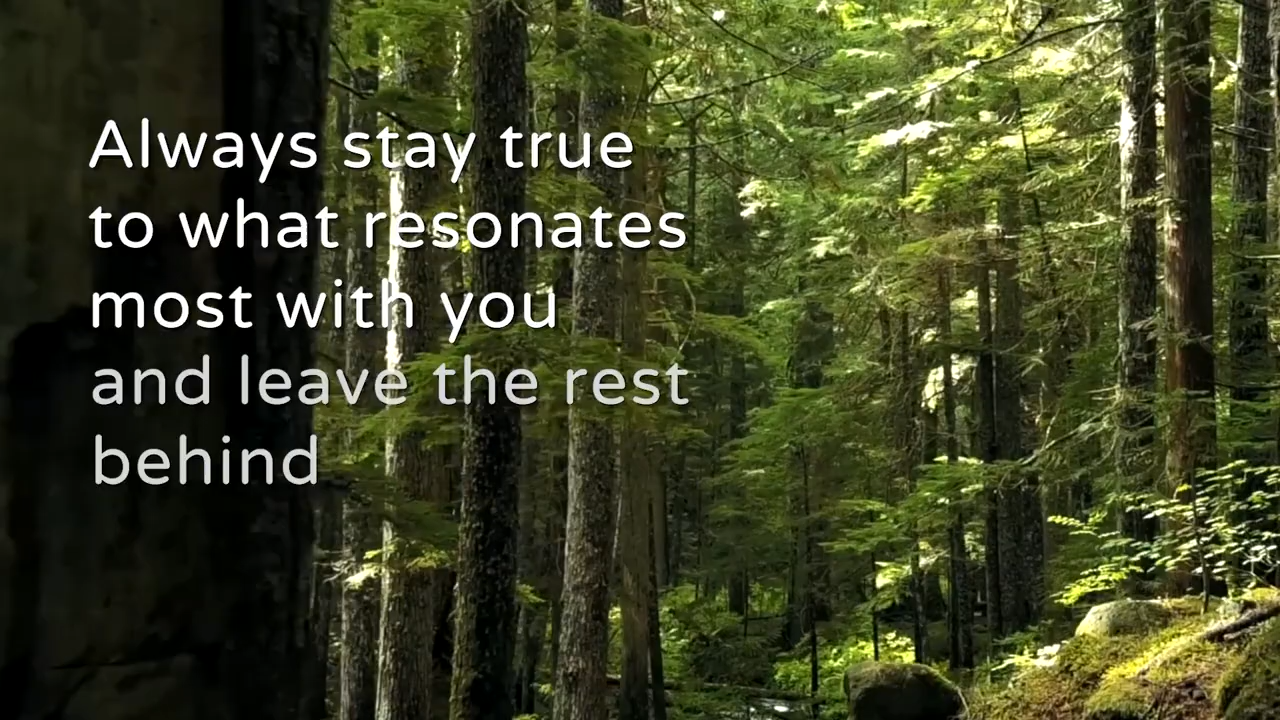 Always stay true
to what resonates
most with you
and leave the rest
behind